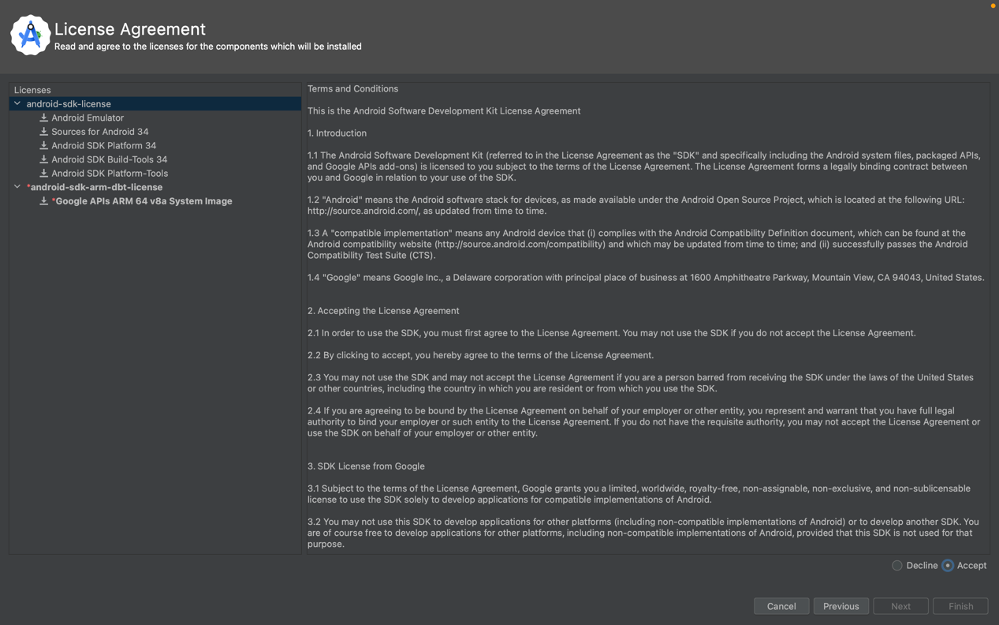 License Agreement
Read and agree to the licenses for the components which will be installed
Licenses
android-sdk-license
Android Emulator
Sources for Android 34
Android SDK Platform 34
Android SDK Build-Tools 34
Android SDK Platform-Tools
*android-sdk-arm-dbt-license
*Google APIs ARM 64 v8a System Image
Terms and Conditions
This is the Android Software Development Kit License Agreement
1. Introduction
1.1 The Android Software Development Kit (referred to in the License Agreement as the "SDK" and specifically including the Android system files, packaged APIs,
and Google APIs add-ons) is licensed to you subject to the terms of the License Agreement. The License Agreement forms a legally binding contract between
you and Google in relation to your use of the SDK.
1.2 "Android" means the Android software stack for devices, as made available under the Android Open Source Project, which is located at the following URL:
http://source.android.com/, as updated from time to time.
1.3 A "compatible implementation" means any Android device that (i) complies with the Android Compatibility Definition document, which can be found at the
Android compatibility website (http://source.android.com/compatibility) and which may be updated from time to time; and (ii) successfully passes the Android
Compatibility Test Suite (CTS).
1.4 "Google" means Google Inc., a Delaware corporation with principal place of business at 1600 Amphitheatre Parkway, Mountain View, CA 94043, United States.
2. Accepting the License Agreement
2.1 In order to use the SDK, you must first agree to the License Agreement. You may not use the SDK if you do not accept the License Agreement.
2.2 By clicking to accept, you hereby agree to the terms of the License Agreement.
2.3 You may not use the SDK and may not accept the License Agreement if you are a person barred from receiving the SDK under the laws of the United States
or other countries, including the country in which you are resident or from which you use the SDK.
2.4 If you are agreeing to be bound by the License Agreement on behalf of your employer or other entity, you represent and warrant that you have full legal
authority to bind your employer or such entity to the License Agreement. If you do not have the requisite authority, you may not accept the License Agreement or
use the SDK on behalf of your employer or other entity.
3. SDK License from Google
3.1 Subject to the terms of the License Agreement, Google grants you a limited, worldwide, royalty-free, non-assignable, non-exclusive, and non-sublicensable
license to use the SDK solely to develop applications for compatible implementations of Android.
3.2 You may not use this SDK to develop applications for other platforms (including non-compatible implementations of Android) or to develop another SDK. You
are of course free to develop applications for other platforms, including non-compatible implementations of Android, provided that this SDK is not used for that
purpose.
Decline Accept
Cancel Previous Next Finish